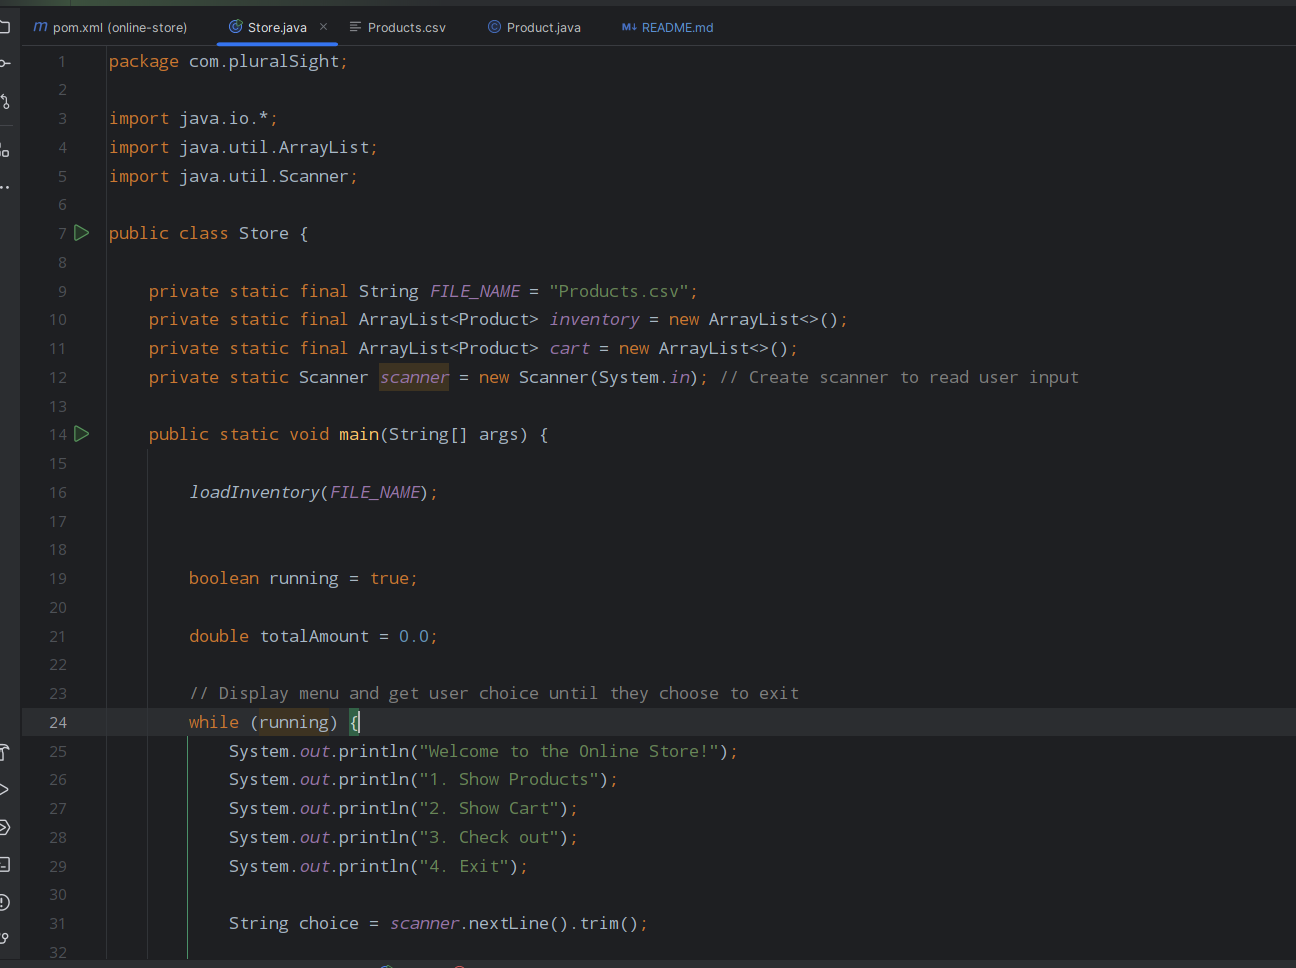 m pom.xml (online-store) Store.java × Products.csv Product.java M↓ README.md
1 package com.pluralSight;
2
3 import java.io.*;
4 import java.util.ArrayList;
5 import java.util.Scanner;
6
7 public class Store {
8
9 private static final String FILE_NAME = "Products.csv";
10 private static final ArrayList<Product> inventory = new ArrayList<>();
11 private static final ArrayList<Product> cart = new ArrayList<>();
12 private static Scanner scanner = new Scanner(System.in); // Create scanner to read user input
13
14 public static void main(String[] args) {
15
16 loadInventory(FILE_NAME);
17
18
19 boolean running = true;
20
21 double totalAmount = 0.0;
22
23 // Display menu and get user choice until they choose to exit
24 while (running) {
25 System.out.println("Welcome to the Online Store!");
26 System.out.println("1. Show Products");
27 System.out.println("2. Show Cart");
28 System.out.println("3. Check out");
29 System.out.println("4. Exit");
30
31 String choice = scanner.nextLine().trim();
32